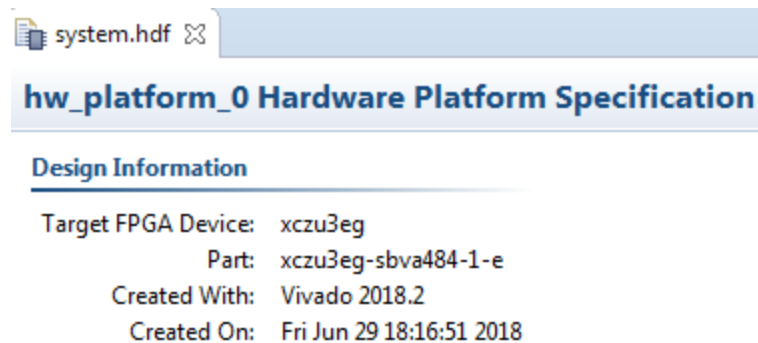 system.hdf
hw_platform_0 Hardware Platform Specification
Design Information
Target FPGA Device: xczu3eg
Part: xczu3eg-sbva484-1-e
Created With: Vivado 2018.2
Created On: Fri Jun 29 18:16:51 2018